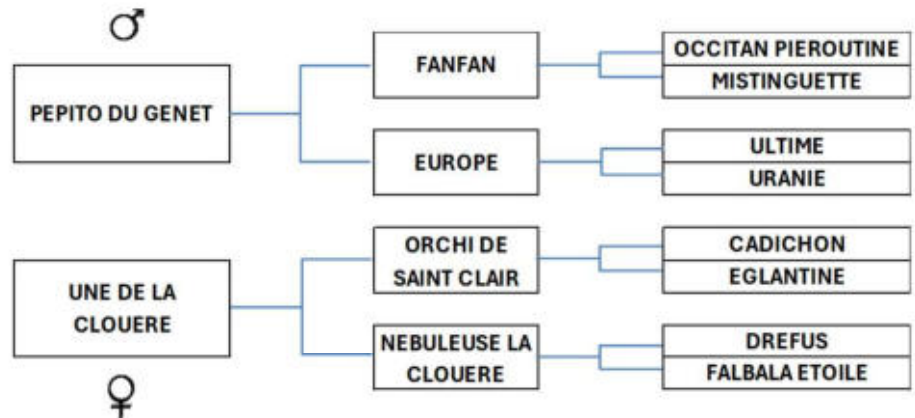 PEPITO DU GENET
FANFAN
OCCITAN PIEROUTINE
MISTINGUETTE
EUROPE
ULTIME
URANIE
UNE DE LA
CLOUERE
ORCHI DE
SAINT CLAIR
CADICHON
EGLANTINE
NEBULEUSE LA
CLOUERE
DREFUS
FALBALA ETOILE